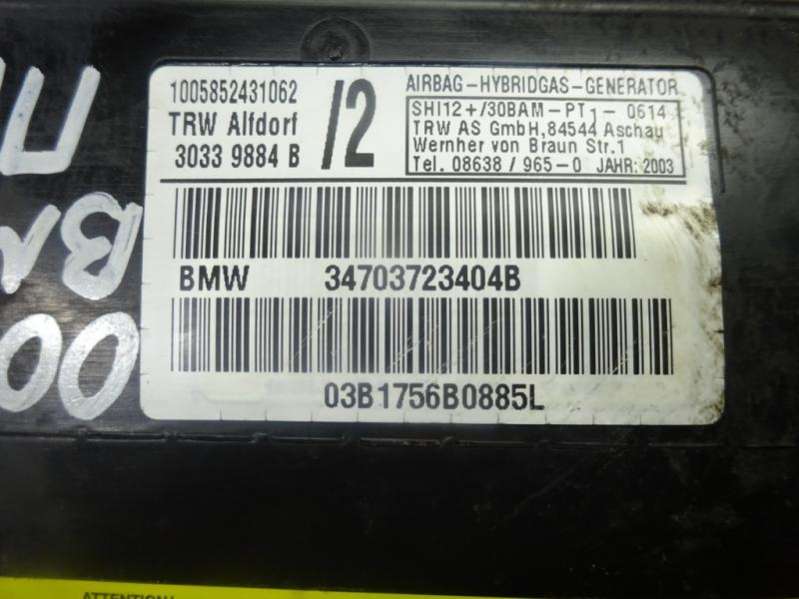 1005852431062
TRW Alfdorf
3033 9884 B
/2
AIRBAG-HYBRIDGAS-GENERATOR
SHI12+/30BAM-PT1-0614
TRW AS GmbH,84544 Aschau
Wernher von Braun Str.1
Tel. 08638/965-0 JAHR: 2003
BMW 34703723404B
03B1756B0885L
ATTENTION!